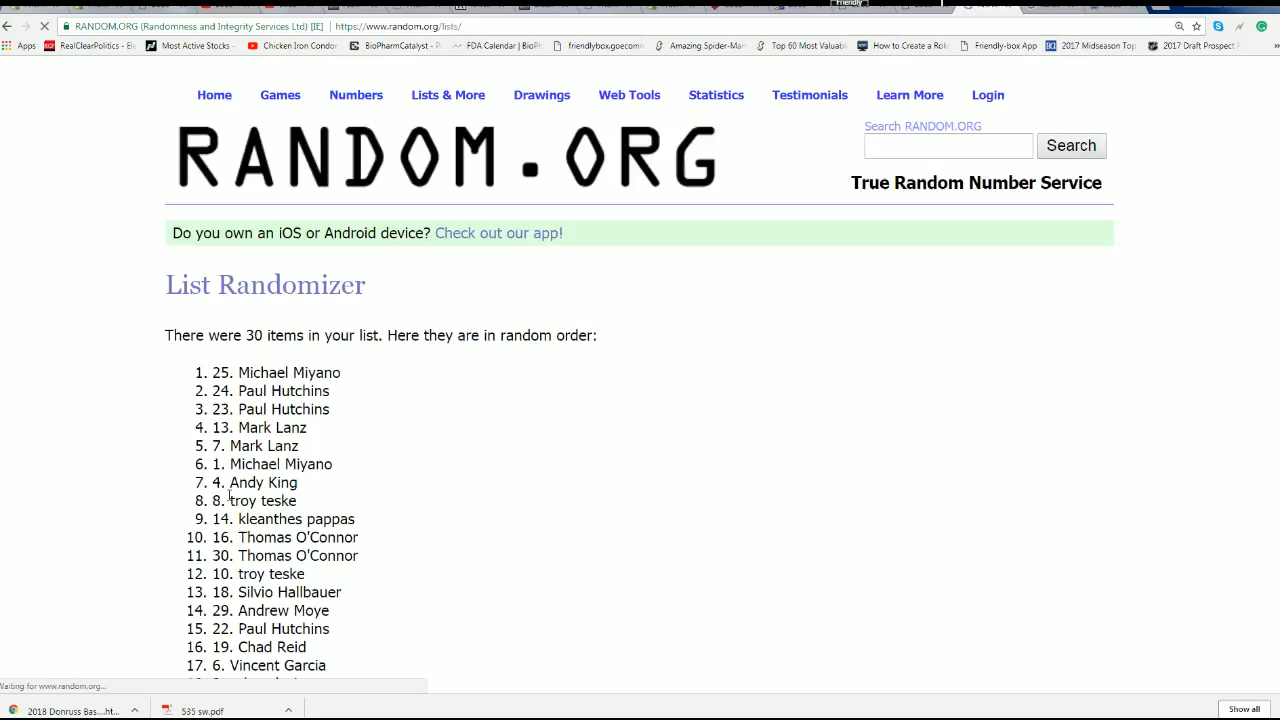 Friendly
RANDOM.ORG (Randomness and Integrity Services Ltd) [IE] https://www.random.org/lists/
Apps RealClearPolitics - El Most Active Stocks - Chicken Iron Condor BioPharmCatalyst - FDA Calendar | BioPh friendlybox.goecomm Amazing Spider-Man Top 60 Most Valuabl How to Create a Role Friendly-box App 2017 Midseason Top 2017 Draft Prospect
Home Games Numbers Lists & More Drawings Web Tools Statistics Testimonials Learn More Login
RANDOM.ORG
Search RANDOM.ORG
Search
True Random Number Service
Do you own an iOS or Android device? Check out our app!
List Randomizer
There were 30 items in your list. Here they are in random order:
1. 25. Michael Miyano
2. 24. Paul Hutchins
3. 23. Paul Hutchins
4. 13. Mark Lanz
5. 7. Mark Lanz
6. 1. Michael Miyano
7. 4. Andy King
8. 8. troy teske
9. 14. kleanthes pappas
10. 16. Thomas O'Connor
11. 30. Thomas O'Connor
12. 10. troy teske
13. 18. Silvio Hallbauer
14. 29. Andrew Moye
15. 22. Paul Hutchins
16. 19. Chad Reid
17. 6. Vincent Garcia
Waiting for www.random.org...
2018 Donruss Bas....ht... 535 sw.pdf Show all